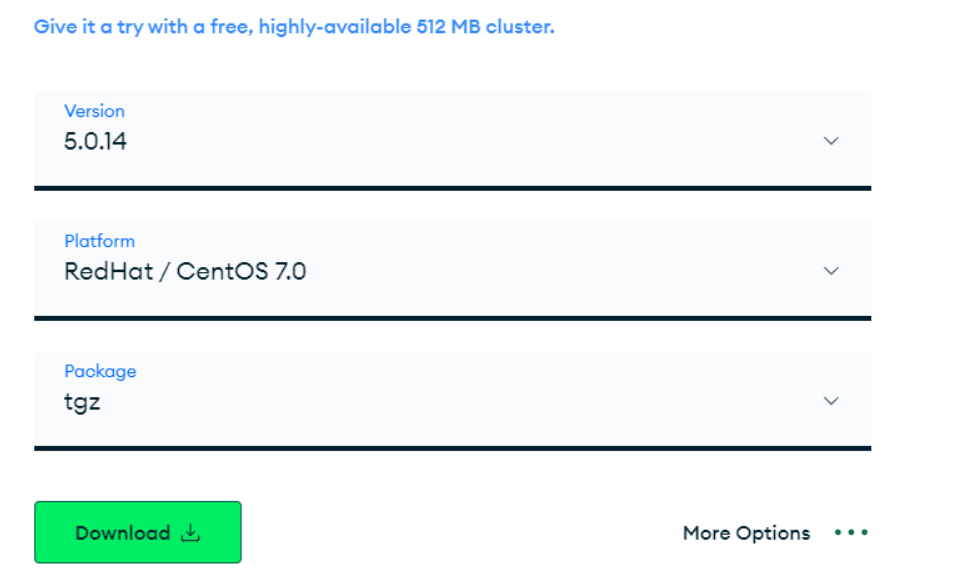 Give it a try with a free, highly-available 512 MB cluster.
Version
5.0.14
Platform
RedHat / CentOS 7.0
Package
tgz
Download
More Options